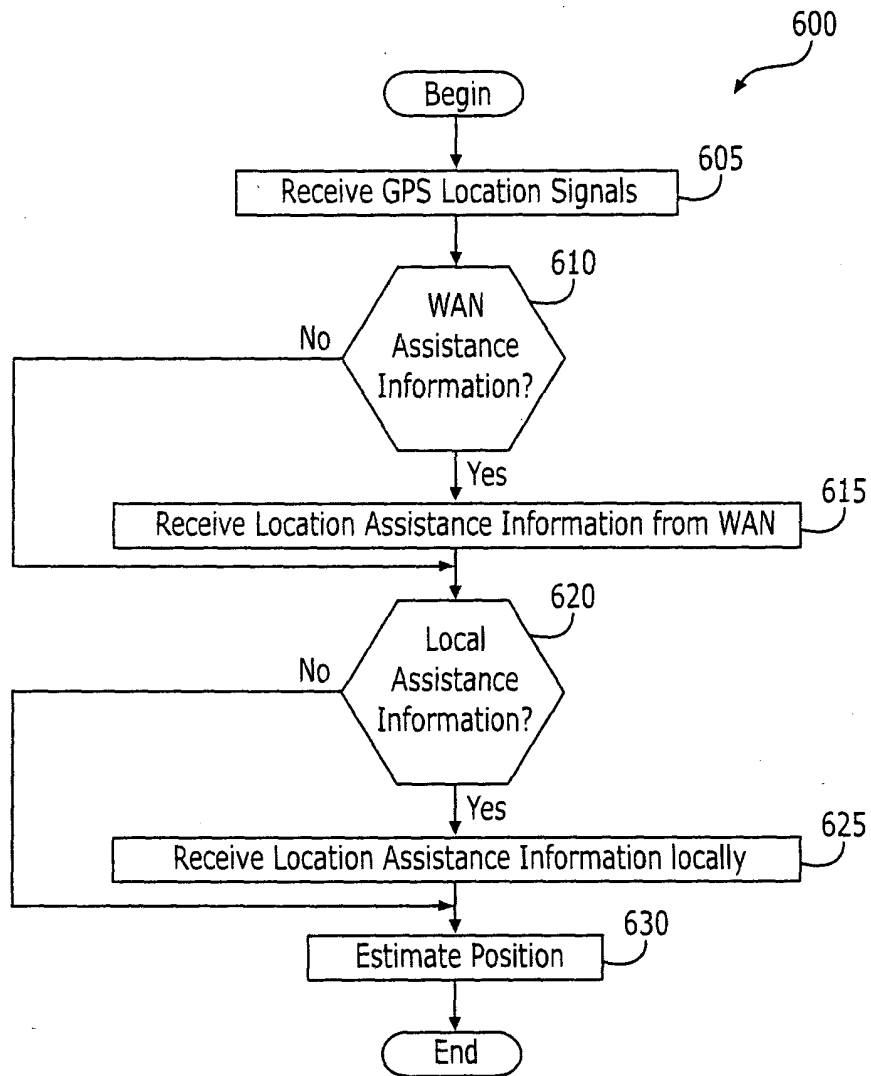 600
Begin
605
Receive GPS Location Signals
610
WAN
Assistance
Information?
No
Yes
615
Receive Location Assistance Information from WAN
620
Local
Assistance
Information?
No
Yes
625
Receive Location Assistance Information locally
630
Estimate Position
End